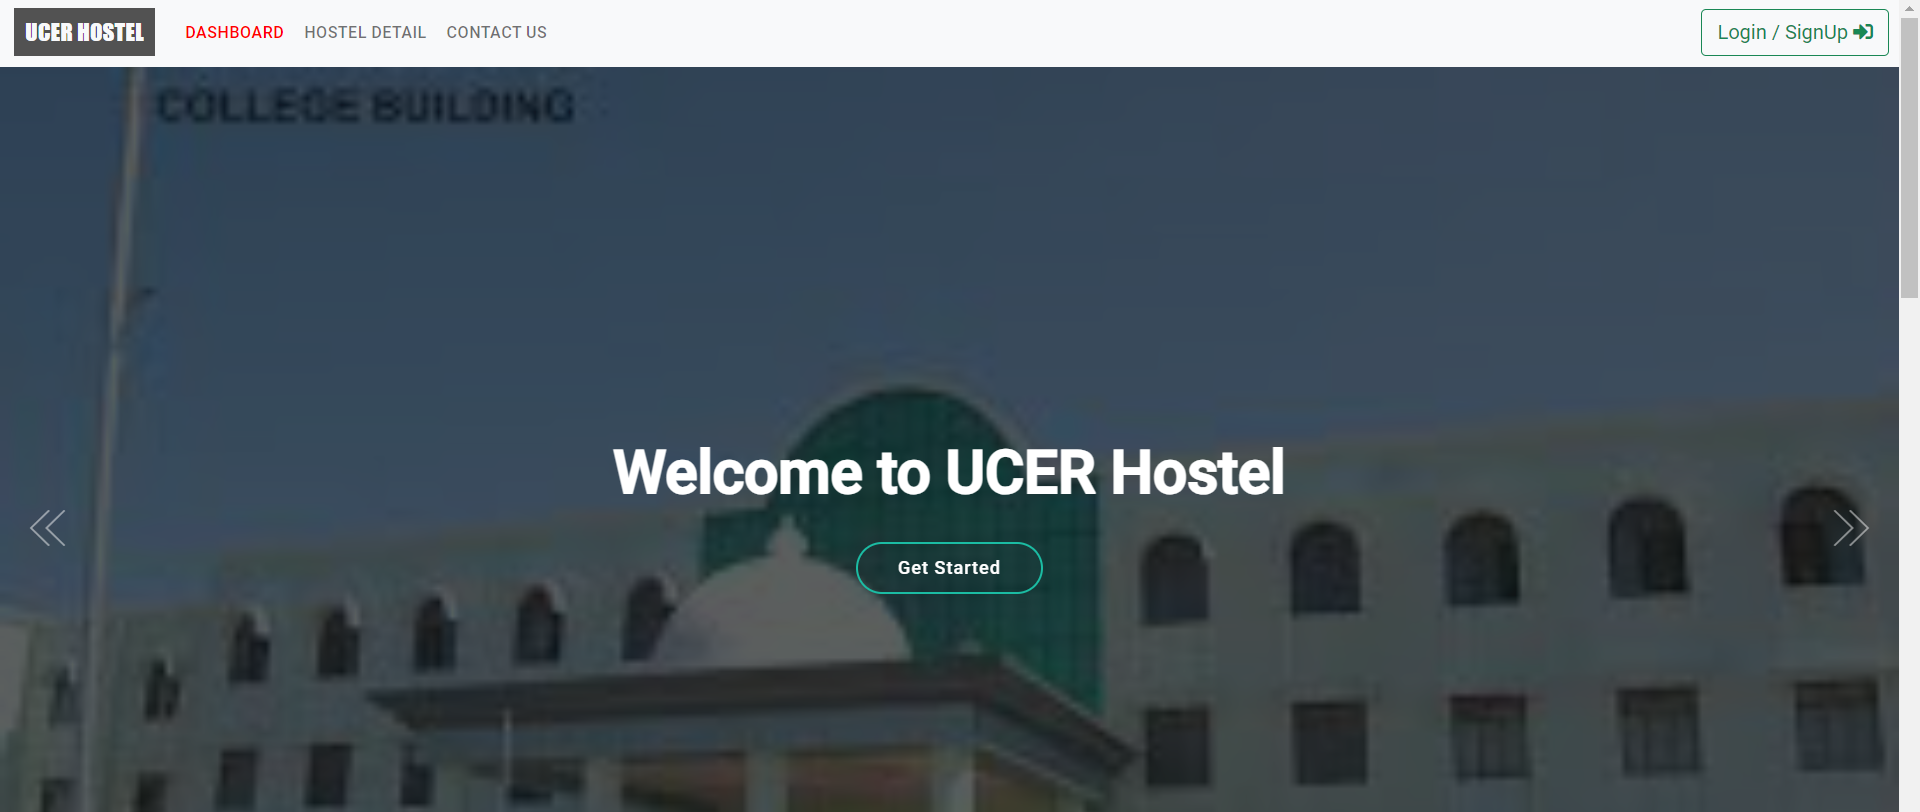 UCER HOSTEL
DASHBOARD HOSTEL DETAIL CONTACT US
Login / SignUp
COLLEGE BUILDING
Welcome to UCER Hostel
Get Started